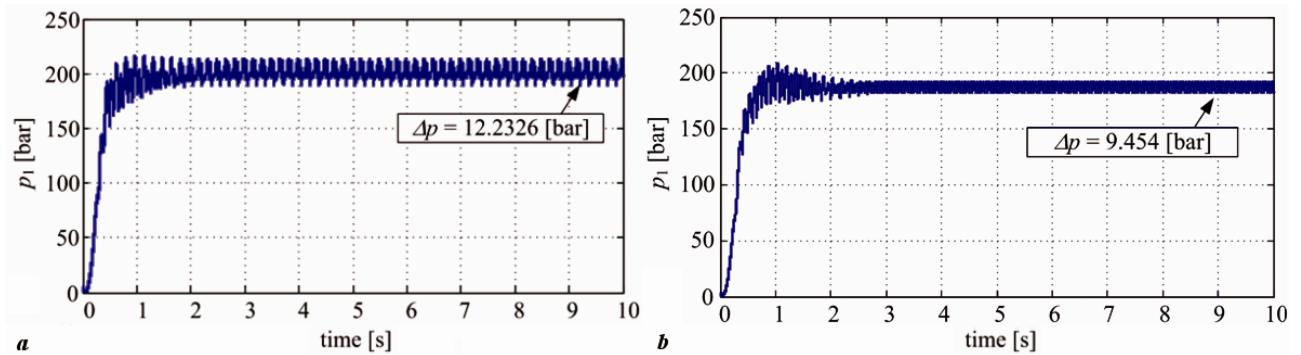 250
200
150
100
50
0
p₁ [bar]
Δp = 12.2326 [bar]
0 1 2 3 4 5 6 7 8 9 10
time [s]
a
250
200
150
100
50
0
p₁ [bar]
Δp = 9.454 [bar]
0 1 2 3 4 5 6 7 8 9 10
time [s]
b